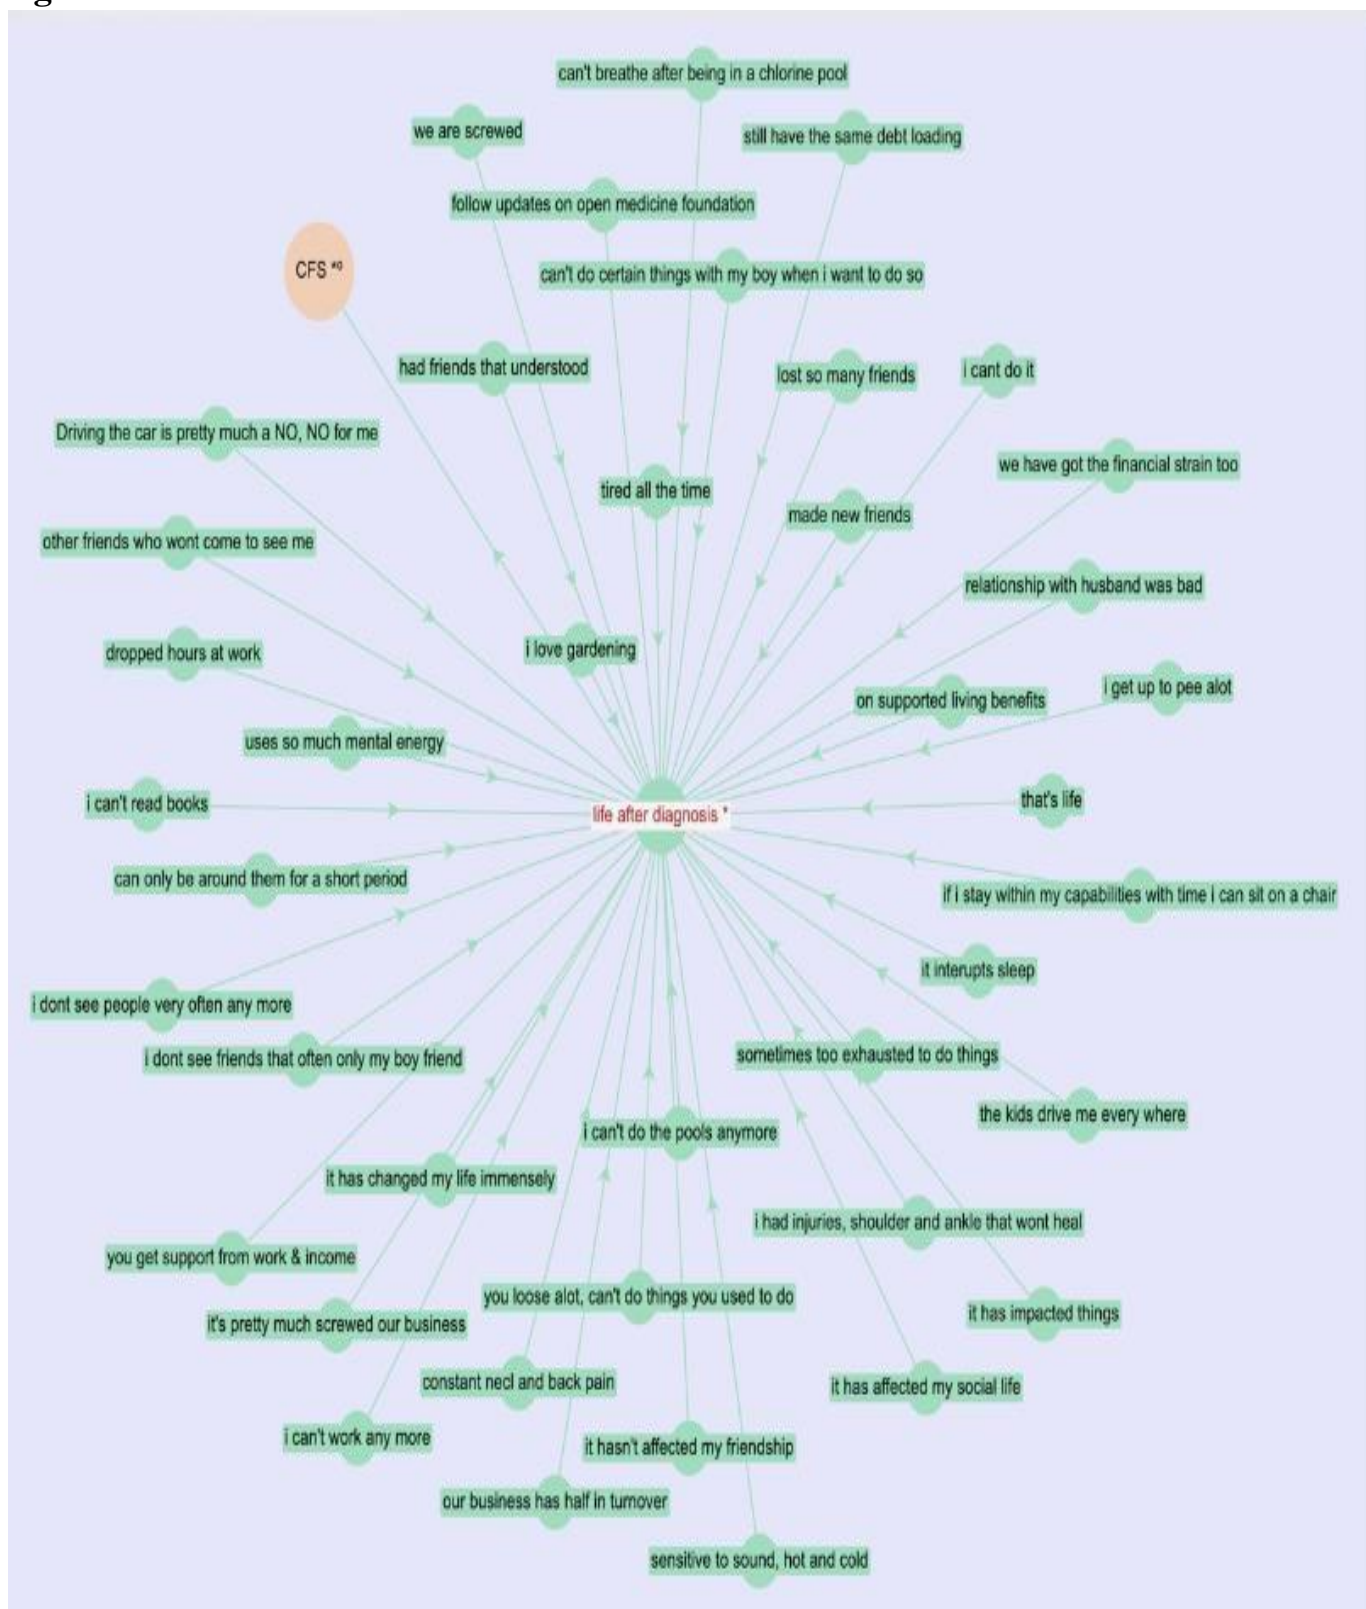 can't breathe after being in a chlorine pool
we are screwed
still have the same debt loading
follow updates on open medicine foundation
CFS
can't do certain things with my boy when i want to do so
had friends that understood
lost so many friends
i cant do it
Driving the car is pretty much a NO, NO for me
we have got the financial strain too
tired all the time
made new friends
other friends who wont come to see me
relationship with husband was bad
dropped hours at work
i love gardening
i get up to pee alot
on supported living benefits
uses so much mental energy
i can't read books
that's life
life after diagnosis *
can only be around them for a short period
if i stay within my capabilities with time i can sit on a chair
it interupts sleep
i dont see people very often any more
i dont see friends that often only my boy friend
sometimes too exhausted to do things
the kids drive me every where
i can't do the pools anymore
it has changed my life immensely
i had injuries, shoulder and ankle that wont heal
you get support from work & income
you loose alot, can't do things you used to do
it has impacted things
it's pretty much screwed our business
constant necl and back pain
it has affected my social life
i can't work any more
it hasn't affected my friendship
our business has half in turnover
sensitive to sound, hot and cold